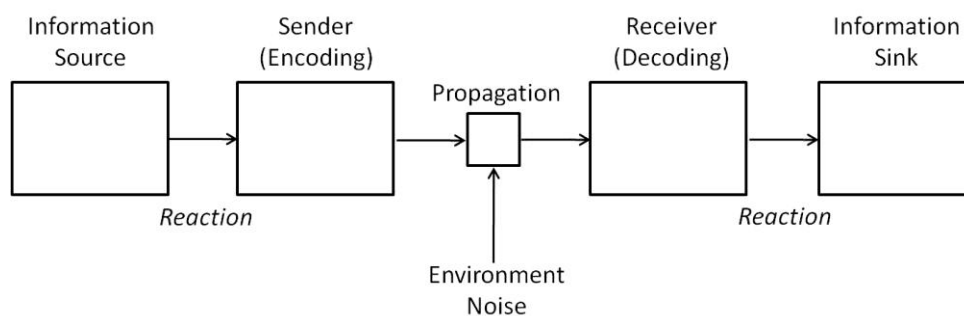 Information
Source
Sender
(Encoding)
Propagation
Receiver
(Decoding)
Information
Sink
Reaction
Reaction
Environment
Noise